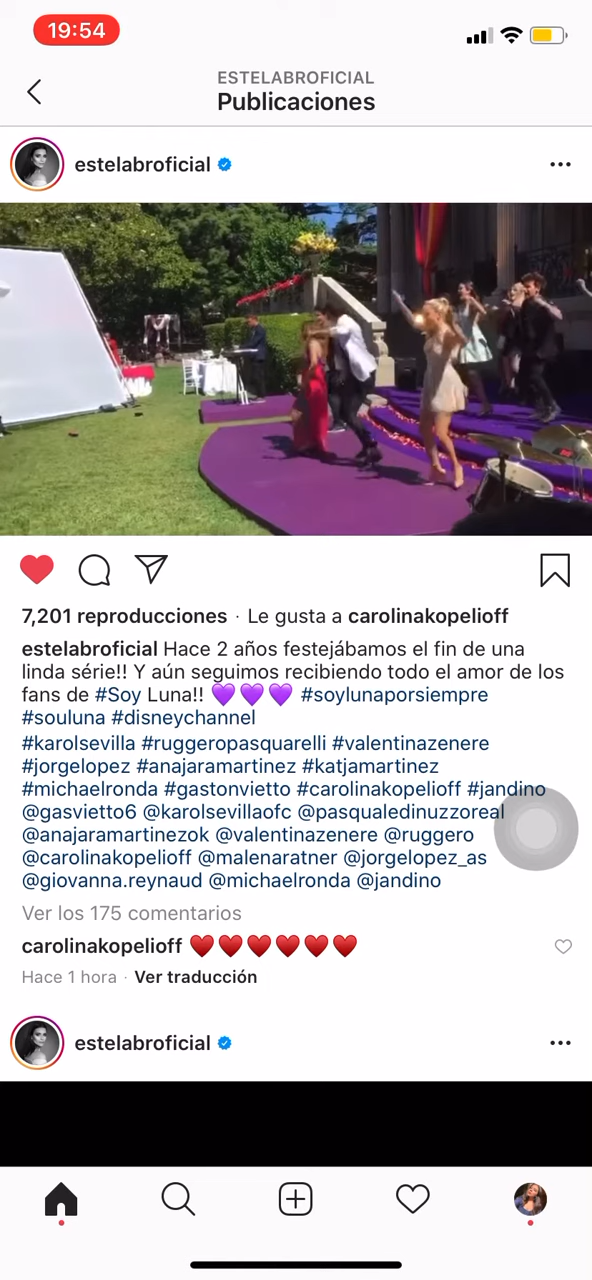 19:54
ESTELABROFICIAL
Publicaciones
estelabroficial
7,201 reproducciones · Le gusta a carolinakopelioff
estelabroficial Hace 2 años festejábamos el fin de una
linda série!! Y aún seguimos recibiendo todo el amor de los
fans de #Soy Luna!! 💜💜💜 #soylunaporsiempre
#souluna #disneychannel
#karolsevilla #ruggeropasquarelli #valentinazenere
#jorgelopez #anajaramartinez #katjamartinez
#michaelronda #gastonvietto #carolinakopelioff #jandino
@gasvietto6 @karolsevillaofc @pasqualedinuzzoreal
@anajaramartinezok @valentinazenere @ruggero
@carolinakopelioff @malenaratner @jorgelopez_as
@giovanna.reynaud @michaelronda @jandino
Ver los 175 comentarios
carolinakopelioff ♥️♥️♥️♥️♥️♥️
Hace 1 hora · Ver traducción
estelabroficial